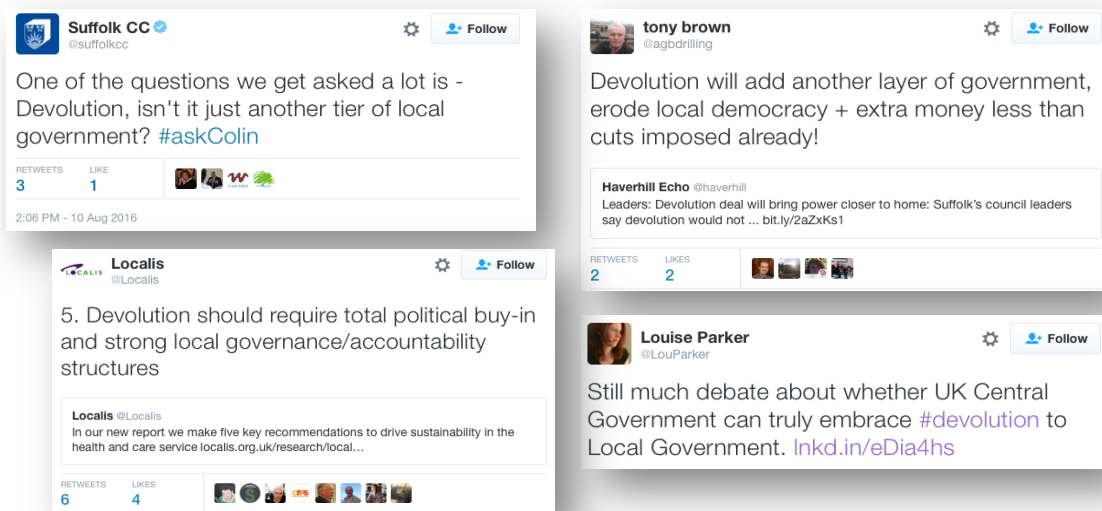 Suffolk CC
@suffolkcc
Follow
One of the questions we get asked a lot is -
Devolution, isn't it just another tier of local
government? #askColin
RETWEETS LIKE
3 1
2:06 PM - 10 Aug 2016
tony brown
@agbdrilling
Follow
Devolution will add another layer of government,
erode local democracy + extra money less than
cuts imposed already!
Haverhill Echo @haverhill
Leaders: Devolution deal will bring power closer to home: Suffolk's council leaders
say devolution would not ... bit.ly/2aZxKs1
RETWEETS LIKES
2 2
LOCALIS
Localis
@Localis
Follow
5. Devolution should require total political buy-in
and strong local governance/accountability
structures
Localis @Localis
In our new report we make five key recommendations to drive sustainability in the
health and care service localis.org.uk/research/local...
RETWEETS LIKES
6 4
Louise Parker
@LouParker
Follow
Still much debate about whether UK Central
Government can truly embrace #devolution to
Local Government. lnkd.in/eDia4hs